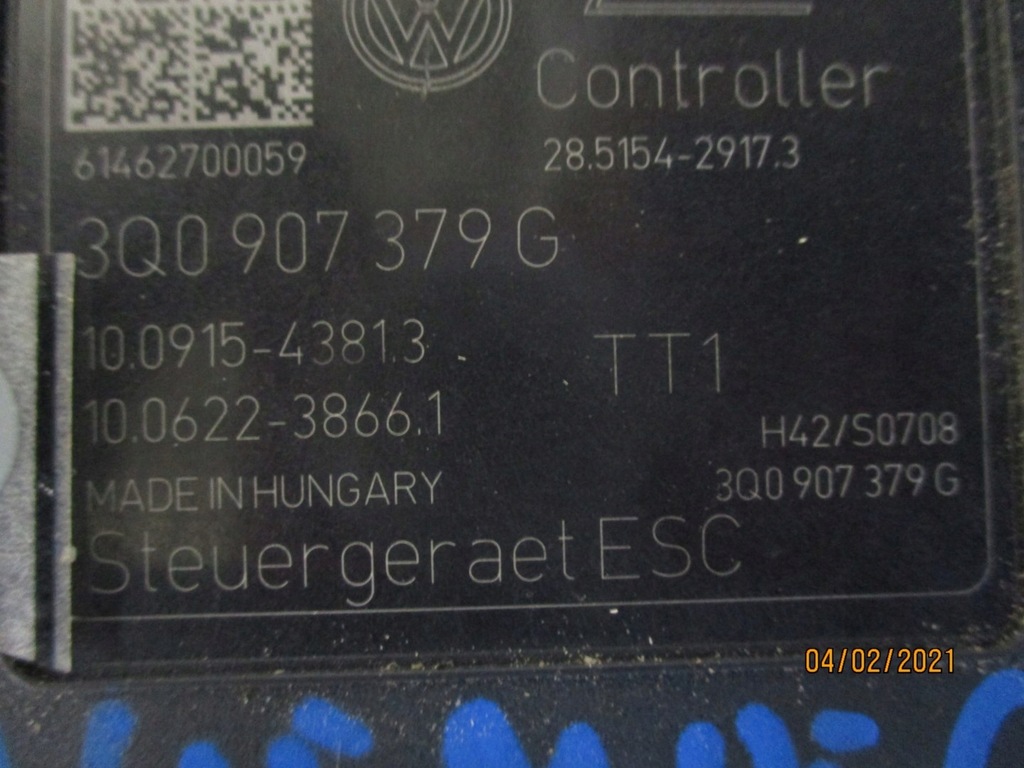 Controller
61462700059
28.5154-2917.3
3Q0 907 379 G
10.0915-4381.3
TT1
10.0622-3866.1
H42/S0708
MADE IN HUNGARY
3Q0 907 379 G
Steuergeraet ESC
04/02/2021